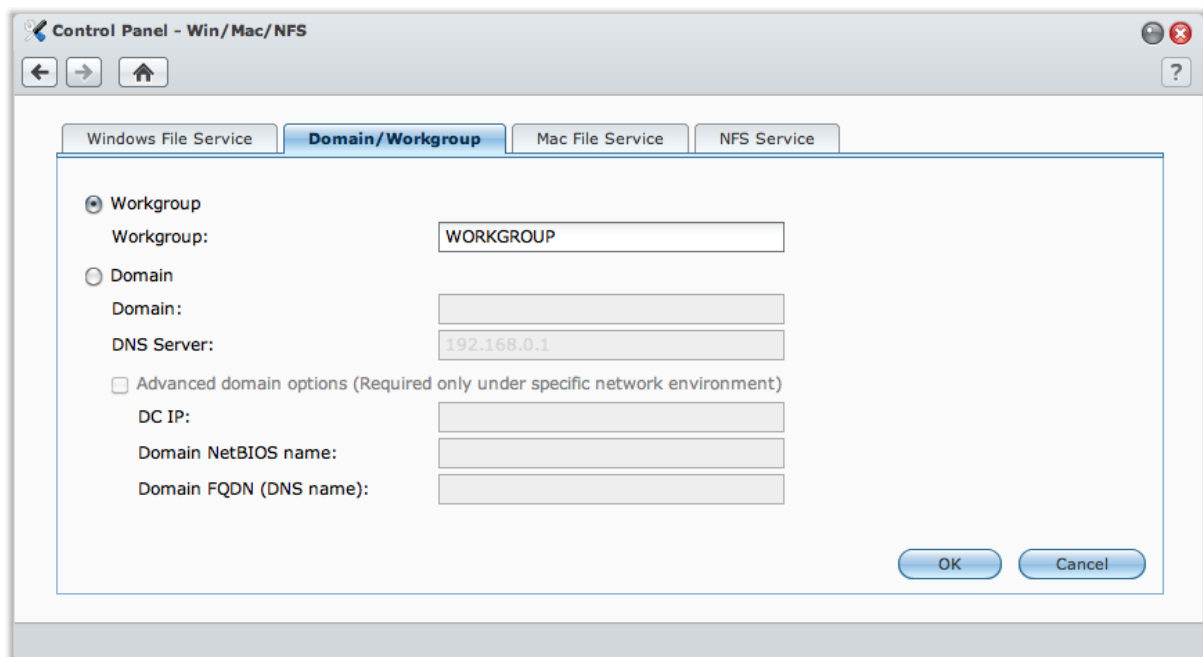 Control Panel - Win/Mac/NFS
?
Windows File Service Domain/Workgroup Mac File Service NFS Service
Workgroup
Workgroup: WORKGROUP
Domain
Domain:
DNS Server: 192.168.0.1
Advanced domain options (Required only under specific network environment)
DC IP:
Domain NetBIOS name:
Domain FQDN (DNS name):
OK Cancel